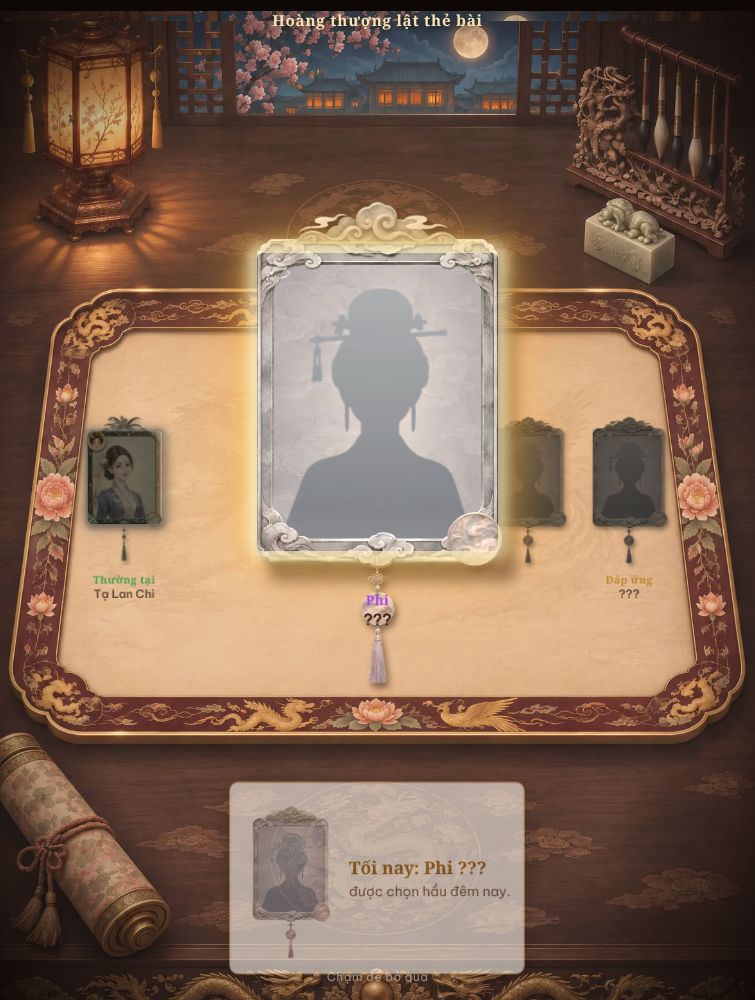 Hoàng thượng lật thẻ bài
Thường tại
Tạ Lan Chi
Phi
???
Đáp ứng
???
Tối nay: Phi ???
được chọn hầu đêm nay.
Chạm để bỏ qua